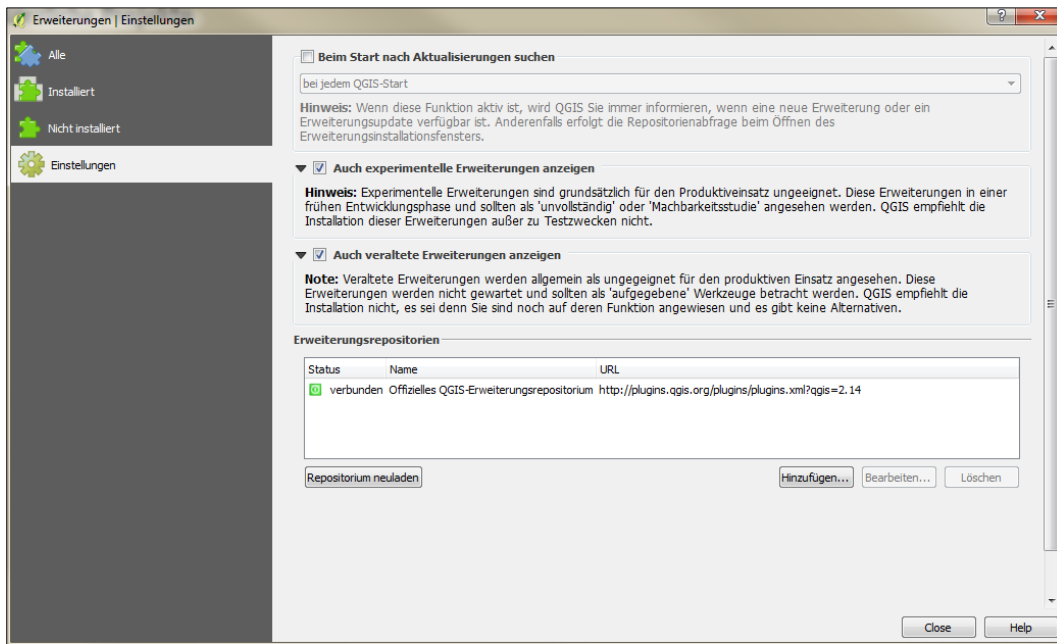 Erweiterungen | Einstellungen
?
Alle
Installiert
Nicht installiert
Einstellungen
Beim Start nach Aktualisierungen suchen
bei jedem QGIS-Start
Hinweis: Wenn diese Funktion aktiv ist, wird QGIS Sie immer informieren, wenn eine neue Erweiterung oder ein
Erweiterungsupdate verfügbar ist. Anderenfalls erfolgt die Repositorienabfrage beim Öffnen des
Erweiterungsinstallationsfensters.
Auch experimentelle Erweiterungen anzeigen
Hinweis: Experimentelle Erweiterungen sind grundsätzlich für den Produktiveinsatz ungeeignet. Diese Erweiterungen in einer
frühen Entwicklungsphase und sollten als 'unvollständig' oder 'Machbarkeitsstudie' angesehen werden. QGIS empfiehlt die
Installation dieser Erweiterungen außer zu Testzwecken nicht.
Auch veraltete Erweiterungen anzeigen
Note: Veraltete Erweiterungen werden allgemein als ungegeignet für den produktiven Einsatz angesehen. Diese
Erweiterungen werden nicht gewartet und sollten als 'aufgegebene' Werkzeuge betracht werden. QGIS empfiehlt die
Installation nicht, es sei denn Sie sind noch auf deren Funktion angewiesen und es gibt keine Alternativen.
Erweiterungsrepositorien
Status Name URL
verbunden Offizielles QGIS-Erweiterungsrepositorium http://plugins.qgis.org/plugins/plugins.xml?qgis=2.14
Repositorium neuladen Hinzufügen... Bearbeiten... Löschen
Close Help